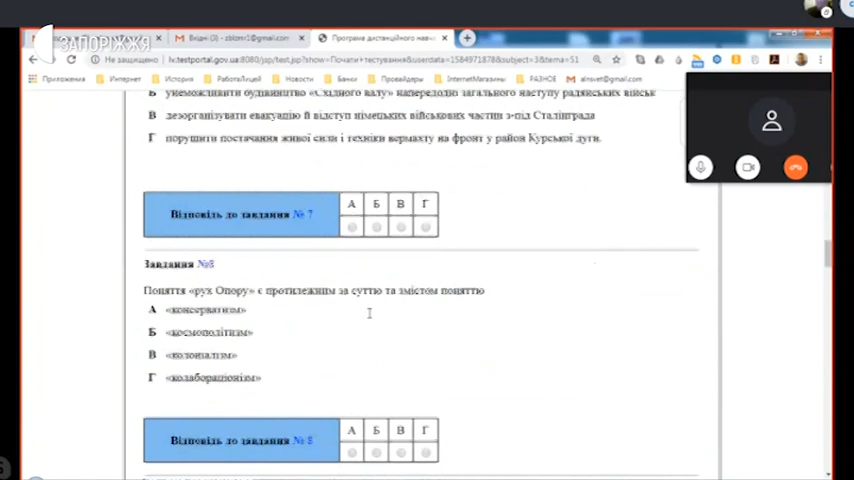 ЗАПОРІЖЖЯ
Вхідні (3) - zblzmr1@gmail.com
Програма дистанційного навч
Не защищено | lv.testportal.gov.ua:8080/jsp/test.jsp?show=Почати+тестування&userdata=1584971878&subject=3&tema=51
Приложения Интернет История РаботаЛицей Новости Банки Провайдеры ІнternetМагазины РАЗНОЕ alnsvet@gmail.com
Б унеможливити будівництво «Східного валу» напередодні загального наступу радянських військ
В дезорганізувати евакуацію й відступ німецьких військових частин з-під Сталінграда
Г порушити постачання живої сили і техніки вермахту на фронт у район Курської дуги.
Відповідь до завдання № 7
А Б В Г
Завдання №8
Поняття «рух Опору» є протилежним за суттю та змістом поняттю
А «консерватизм»
Б «космополітизм»
В «колоніалізм»
Г «колабораціонізм»
Відповідь до завдання № 8
А Б В Г